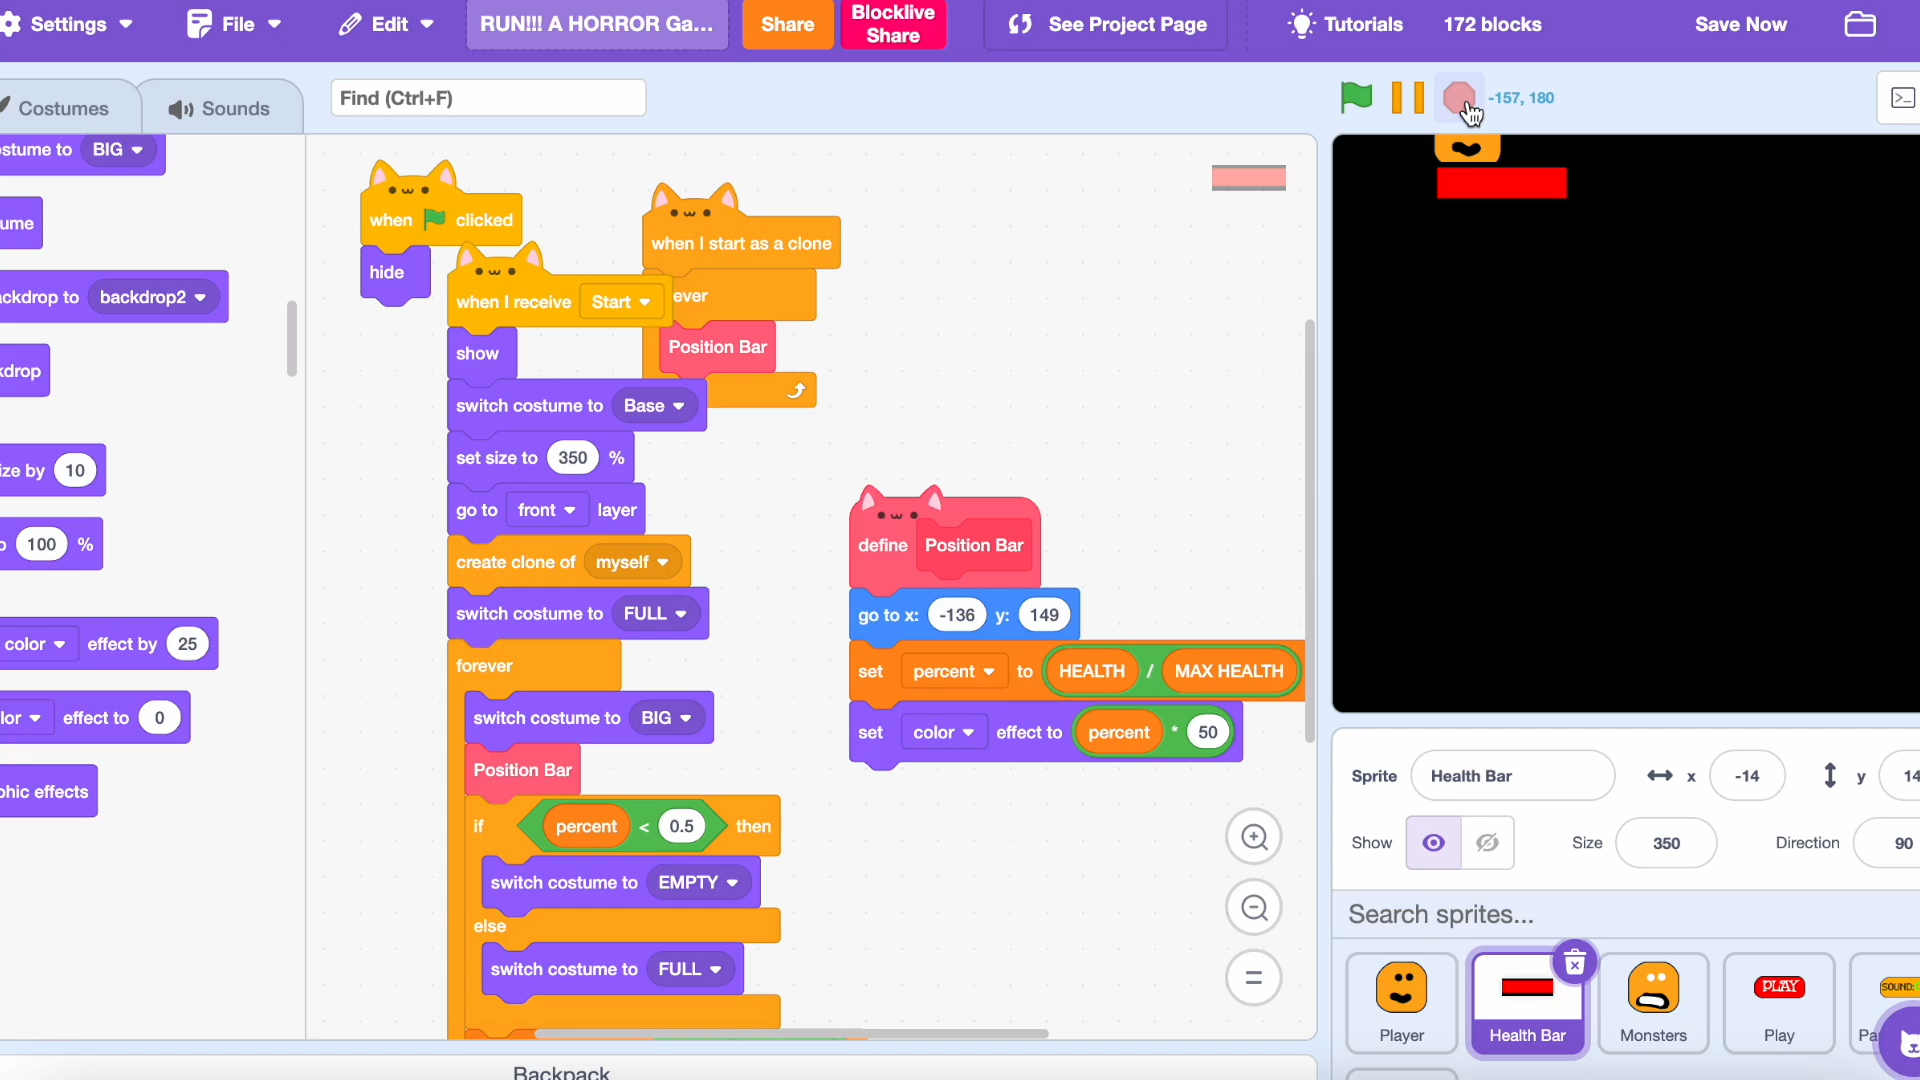 Settings File Edit RUN!!! A HORROR Ga... Share Blocklive Share See Project Page Tutorials 172 blocks Save Now
Costumes Sounds Find (Ctrl+F) -157, 180
stume to BIG
ume
ackdrop to backdrop2
kdrop
ize by 10
100 %
color effect by 25
lor effect to 0
phic effects
when clicked
hide
when I receive Start
show
switch costume to Base
set size to 350 %
go to front layer
create clone of myself
switch costume to FULL
forever
switch costume to BIG
Position Bar
if percent < 0.5 then
switch costume to EMPTY
else
switch costume to FULL
when I start as a clone
ever
Position Bar
define Position Bar
go to x: -136 y: 149
set percent to HEALTH / MAX HEALTH
set color effect to percent * 50
Sprite Health Bar x -14 y 14
Show Size 350 Direction 90
Search sprites...
PLAY SOUND:
Player Health Bar Monsters Play Pa
Backpack